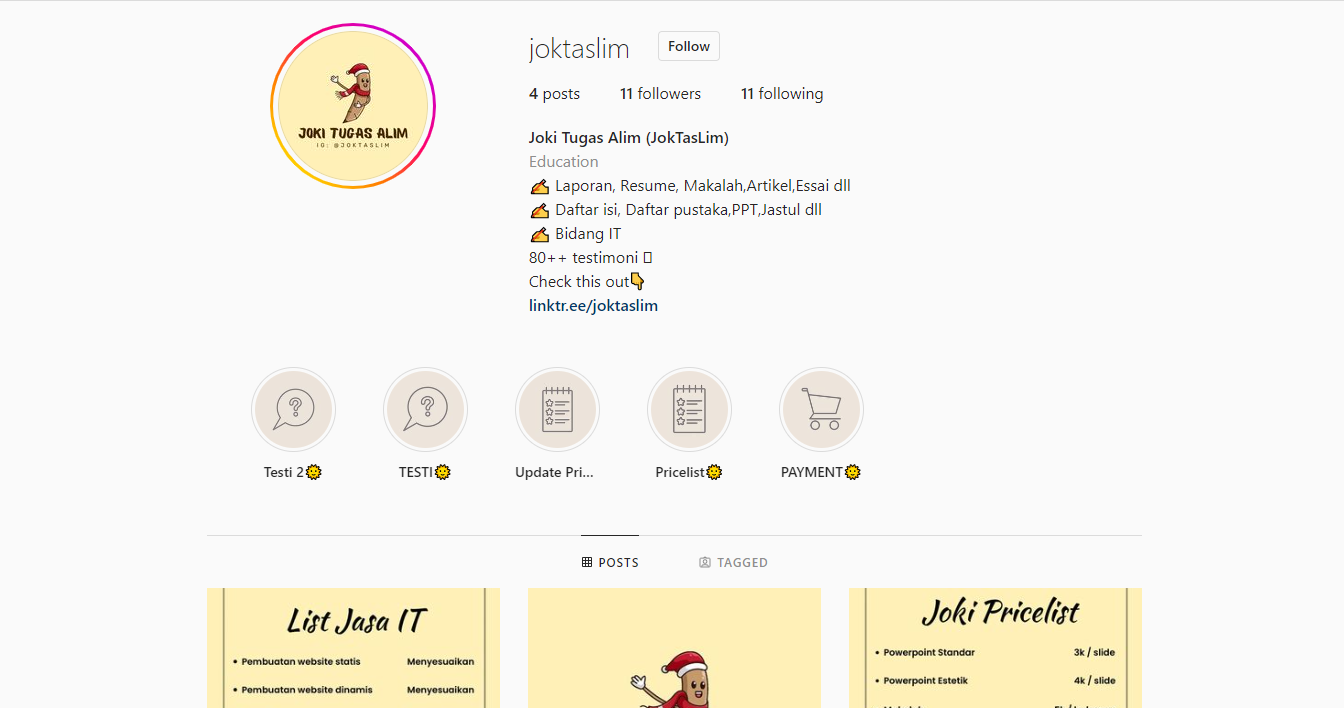 JOKI TUGAS ALIM
IG: @JOKTASLIM
joktaslim
Follow
4 posts
11 followers
11 following
Joki Tugas Alim (JokTasLim)
Education
✍ Laporan, Resume, Makalah,Artikel,Essai dll
✍ Daftar isi, Daftar pustaka,PPT,Jastul dll
✍ Bidang IT
80++ testimoni
Check this out👇
linktr.ee/joktaslim
Testi 2🌞
TESTI🌞
Update Pri...
Pricelist🌞
PAYMENT🌞
POSTS
TAGGED
List Jasa IT
• Pembuatan website statis Menyesuaikan
• Pembuatan website dinamis Menyesuaikan
Joki Pricelist
• Powerpoint Standar 3k / slide
• Powerpoint Estetik 4k / slide